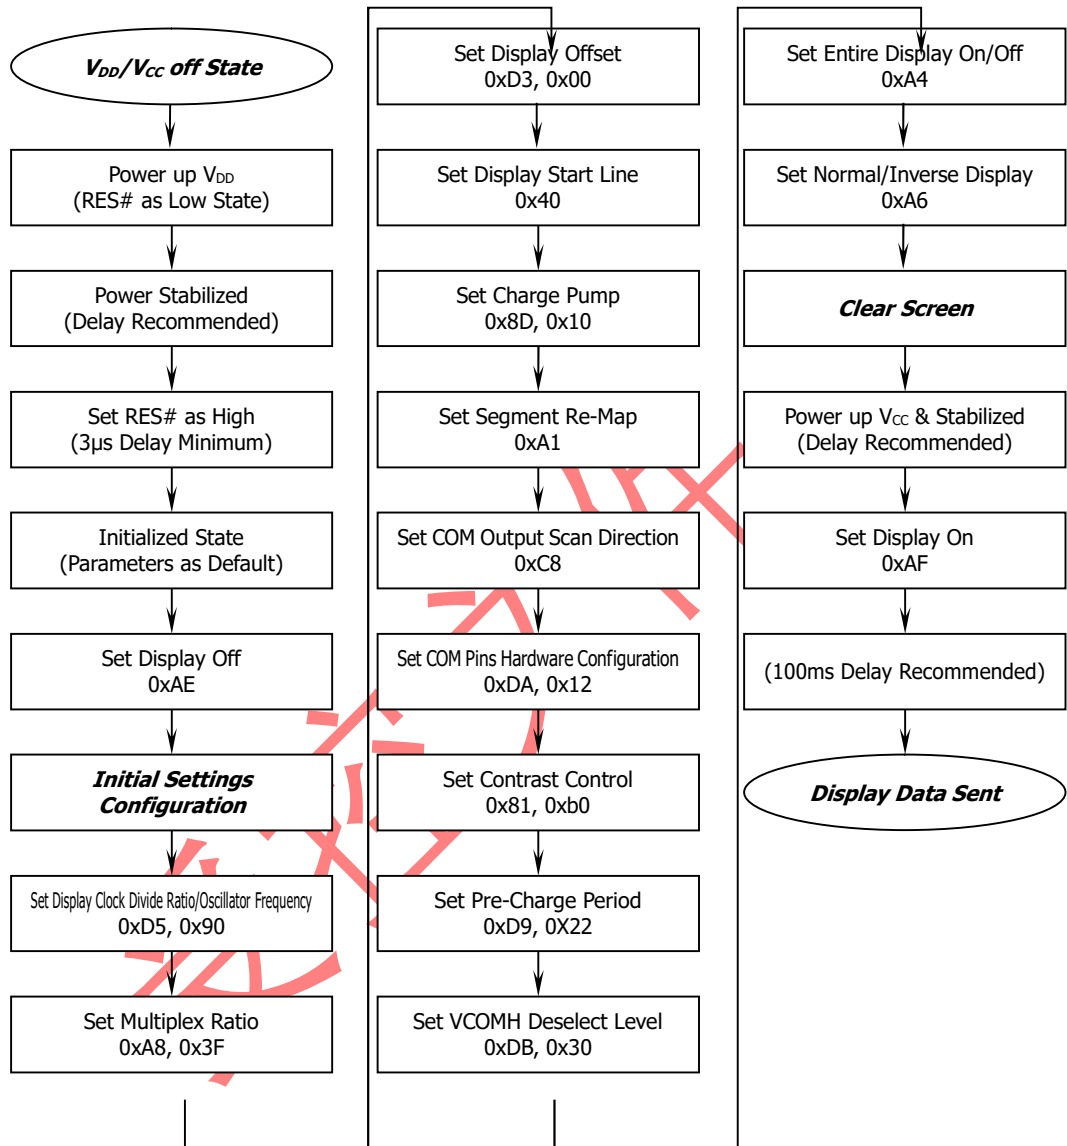 V_DD/V_CC off State
Power up V_DD
(RES# as Low State)
Power Stabilized
(Delay Recommended)
Set RES# as High
(3μs Delay Minimum)
Initialized State
(Parameters as Default)
Set Display Off
0xAE
Initial Settings
Configuration
Set Display Clock Divide Ratio/Oscillator Frequency
0xD5, 0x90
Set Multiplex Ratio
0xA8, 0x3F
Set Display Offset
0xD3, 0x00
Set Display Start Line
0x40
Set Charge Pump
0x8D, 0x10
Set Segment Re-Map
0xA1
Set COM Output Scan Direction
0xC8
Set COM Pins Hardware Configuration
0xDA, 0x12
Set Contrast Control
0x81, 0xb0
Set Pre-Charge Period
0xD9, 0X22
Set VCOMH Deselect Level
0xDB, 0x30
Set Entire Display On/Off
0xA4
Set Normal/Inverse Display
0xA6
Clear Screen
Power up V_CC & Stabilized
(Delay Recommended)
Set Display On
0xAF
(100ms Delay Recommended)
Display Data Sent